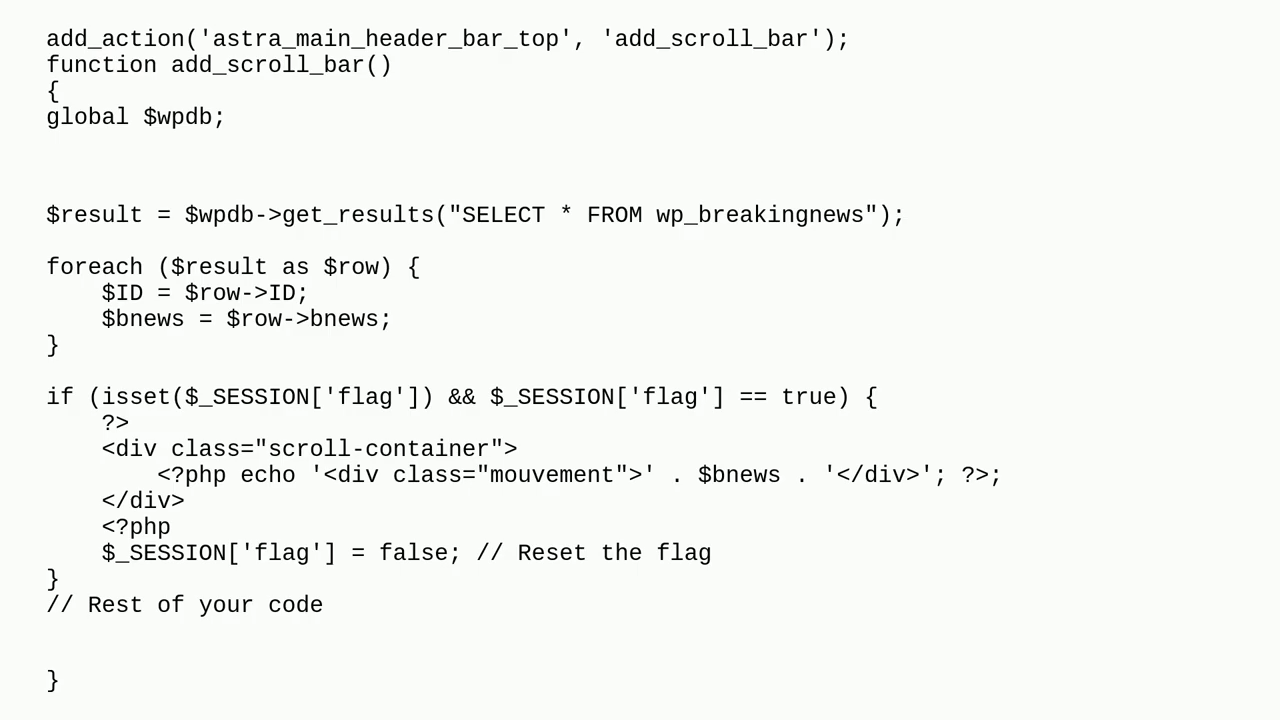 add_action('astra_main_header_bar_top', 'add_scroll_bar');
function add_scroll_bar()
{
global $wpdb;
$result = $wpdb->get_results("SELECT * FROM wp_breakingnews");
foreach ($result as $row) {
    $ID = $row->ID;
    $bnews = $row->bnews;
}
if (isset($_SESSION['flag']) && $_SESSION['flag'] == true) {
    ?>
    <div class="scroll-container">
        <?php echo '<div class="mouvement">' . $bnews . '</div>'; ?>;
    </div>
    <?php
    $_SESSION['flag'] = false; // Reset the flag
}
// Rest of your code
}